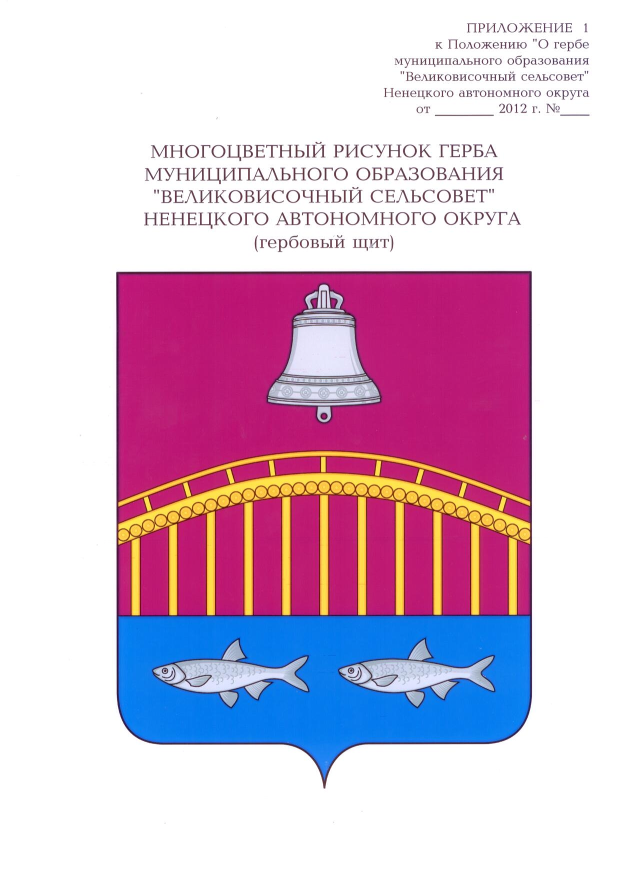 ПРИЛОЖЕНИЕ 1
к Положению "О гербе
муниципального образования
"Великовисочный сельсовет"
Ненецкого автономного округа
от ________ 2012 г. №____
МНОГОЦВЕТНЫЙ РИСУНОК ГЕРБА
МУНИЦИПАЛЬНОГО ОБРАЗОВАНИЯ
"ВЕЛИКОВИСОЧНЫЙ СЕЛЬСОВЕТ"
НЕНЕЦКОГО АВТОНОМНОГО ОКРУГА
(гербовый щит)